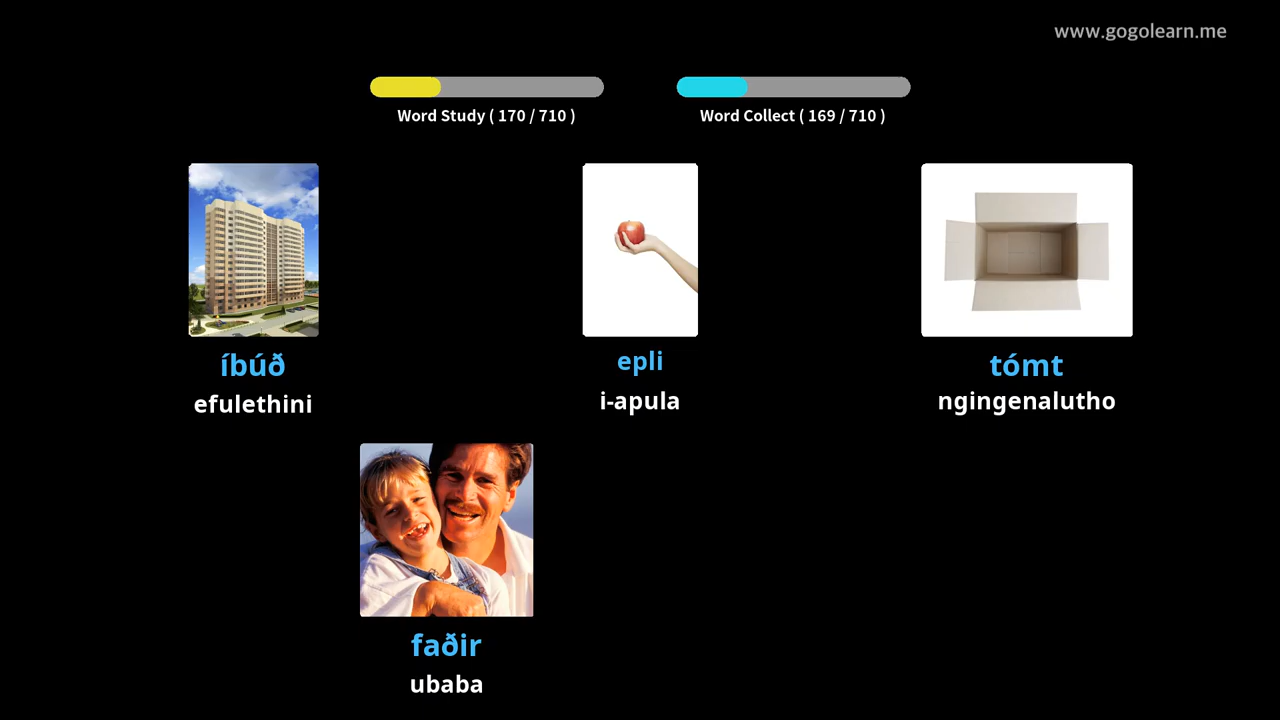 www.gogolearn.me
Word Study ( 170 / 710 )
Word Collect ( 169 / 710 )
íbúð
efulethini
epli
i-apula
tómt
ngingenalutho
faðir
ubaba